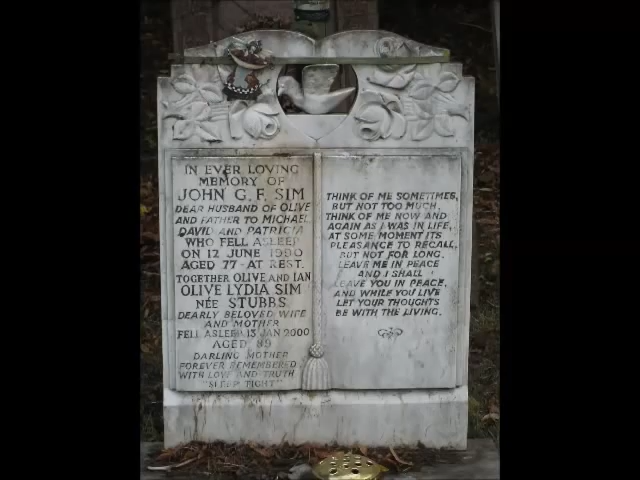 IN EVER LOVING
MEMORY OF
JOHN G. F. SIM
DEAR HUSBAND OF OLIVE
AND FATHER TO MICHAEL
DAVID AND PATRICIA
WHO FELL ASLEEP
ON 12 JUNE 1990
AGED 77 - AT REST.
TOGETHER OLIVE AND IAN
OLIVE LYDIA SIM
NÉE STUBBS
DEARLY BELOVED WIFE
AND MOTHER
FELL ASLEEP 13 JAN 2000
AGED 89
DARLING MOTHER
FOREVER REMEMBERED
WITH LOVE AND TRUTH
"SLEEP TIGHT"
THINK OF ME SOMETIMES,
BUT NOT TOO MUCH,
THINK OF ME NOW AND
AGAIN AS I WAS IN LIFE,
AT SOME MOMENT ITS
PLEASANCE TO RECALL,
BUT NOT FOR LONG.
LEAVE ME IN PEACE
AND I SHALL
LEAVE YOU IN PEACE,
AND WHILE YOU LIVE
LET YOUR THOUGHTS
BE WITH THE LIVING.